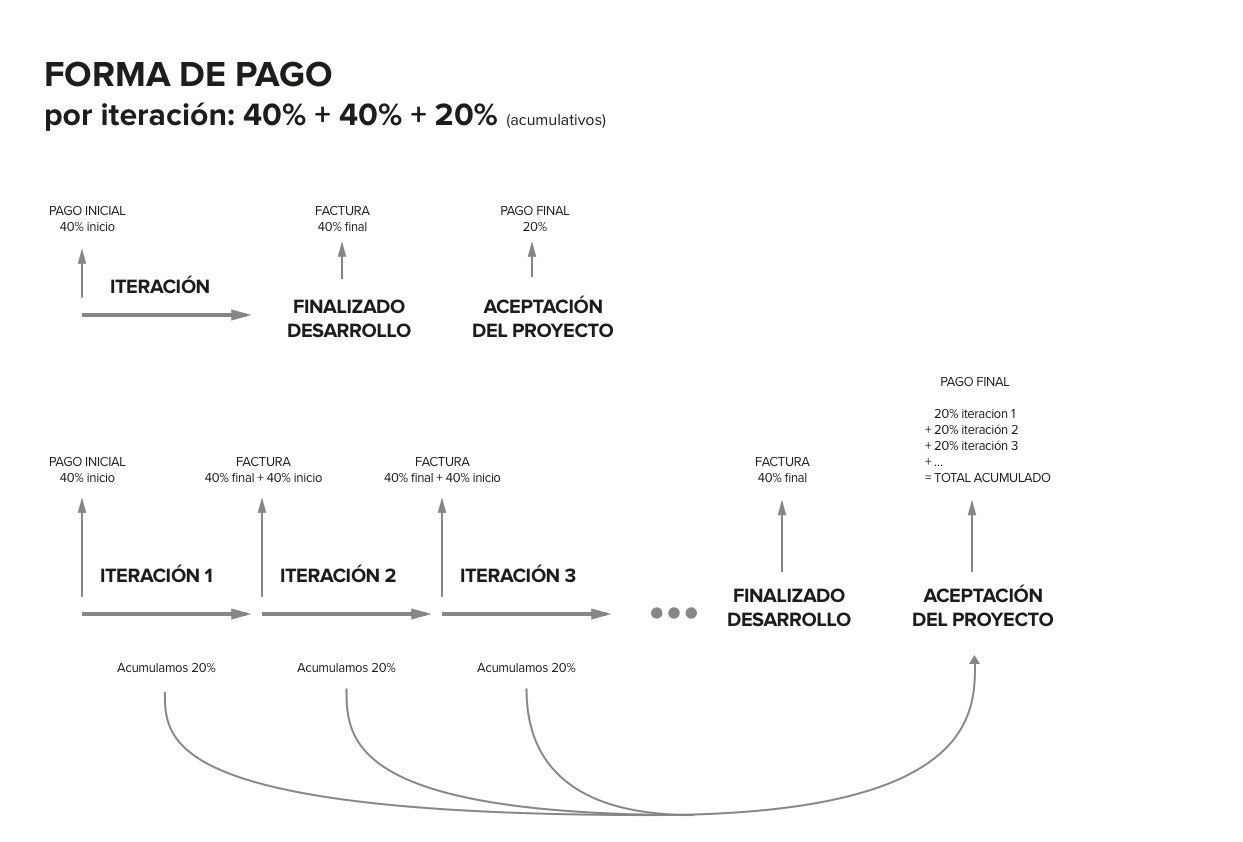 FORMA DE PAGO
por iteración: 40% + 40% + 20% (acumulativos)
PAGO INICIAL
40% inicio
FACTURA
40% final
PAGO FINAL
20%
ITERACIÓN
FINALIZADO
DESARROLLO
ACEPTACIÓN
DEL PROYECTO
PAGO FINAL
20% iteracion 1
+ 20% iteración 2
+ 20% iteración 3
+ ...
= TOTAL ACUMULADO
PAGO INICIAL
40% inicio
FACTURA
40% final + 40% inicio
FACTURA
40% final + 40% inicio
FACTURA
40% final
ITERACIÓN 1
ITERACIÓN 2
ITERACIÓN 3
FINALIZADO
DESARROLLO
ACEPTACIÓN
DEL PROYECTO
Acumulamos 20%
Acumulamos 20%
Acumulamos 20%